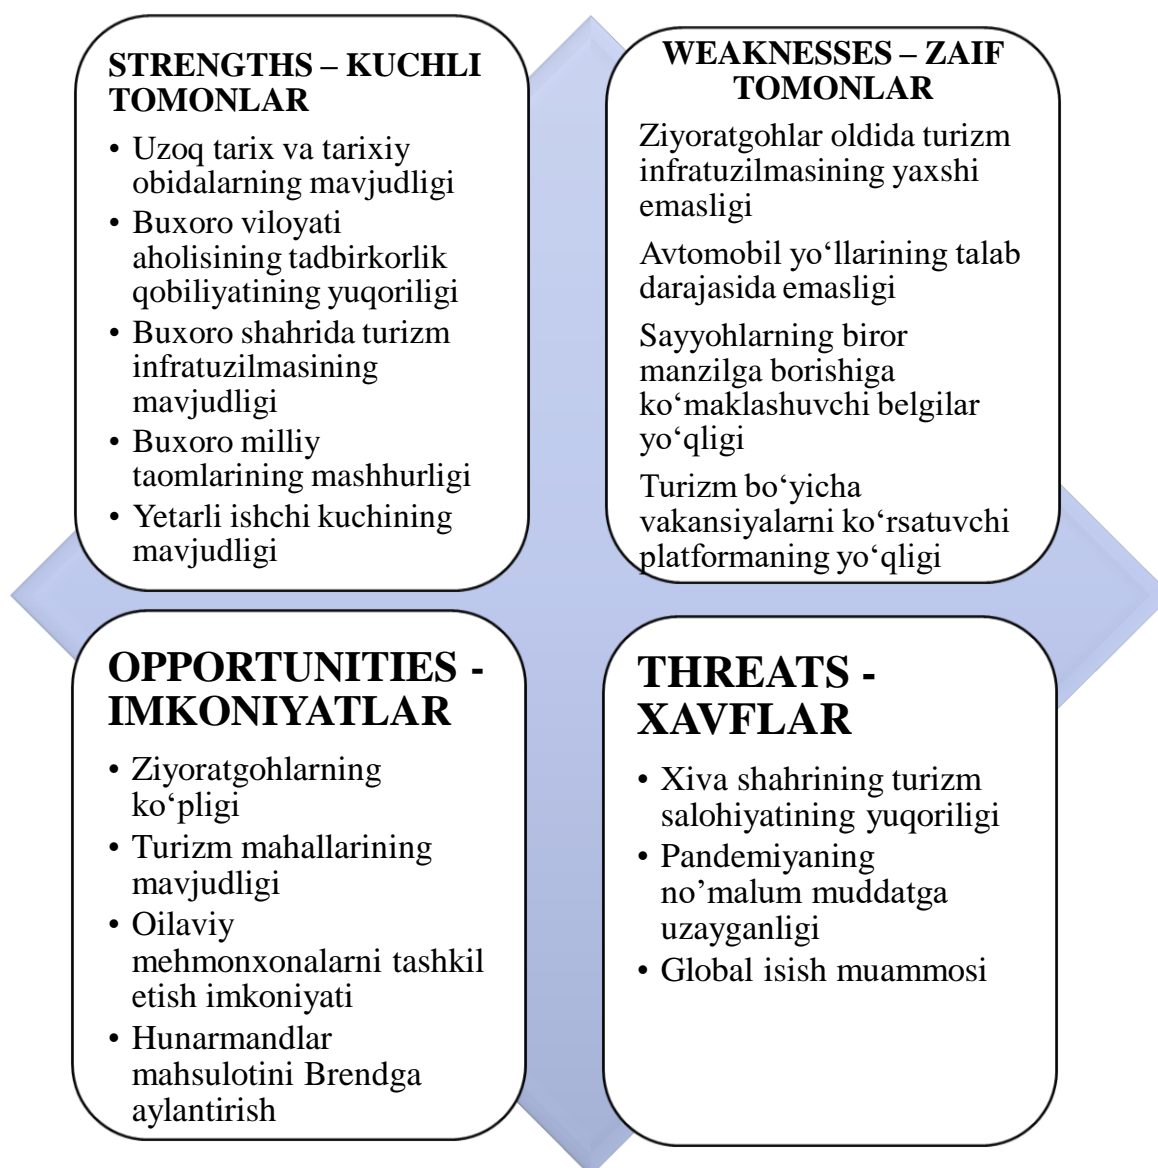 STRENGTHS – KUCHLI
TOMONLAR
• Uzoq tarix va tarixiy
obidalarning mavjudligi
• Buxoro viloyati
aholisining tadbirkorlik
qobiliyatining yuqoriligi
• Buxoro shahrida turizm
infratuzilmasining
mavjudligi
• Buxoro milliy
taomlarining mashhurligi
• Yetarli ishchi kuchining
mavjudligi
WEAKNESSES – ZAIF
TOMONLAR
Ziyoratgohlar oldida turizm
infratuzilmasining yaxshi
emasligi
Avtomobil yo‘llarining talab
darajasida emasligi
Sayyohlarning biror
manzilga borishiga
ko‘maklashuvchi belgilar
yo‘qligi
Turizm bo‘yicha
vakansiyalarni ko‘rsatuvchi
platformaning yo‘qligi
OPPORTUNITIES -
IMKONIYATLAR
• Ziyoratgohlarning
ko‘pligi
• Turizm mahallarining
mavjudligi
• Oilaviy
mehmonxonalarni tashkil
etish imkoniyati
• Hunarmandlar
mahsulotini Brendga
aylantirish
THREATS -
XAVFLAR
• Xiva shahrining turizm
salohiyatining yuqoriligi
• Pandemiyaning
no’malum muddatga
uzayganligi
• Global isish muammosi